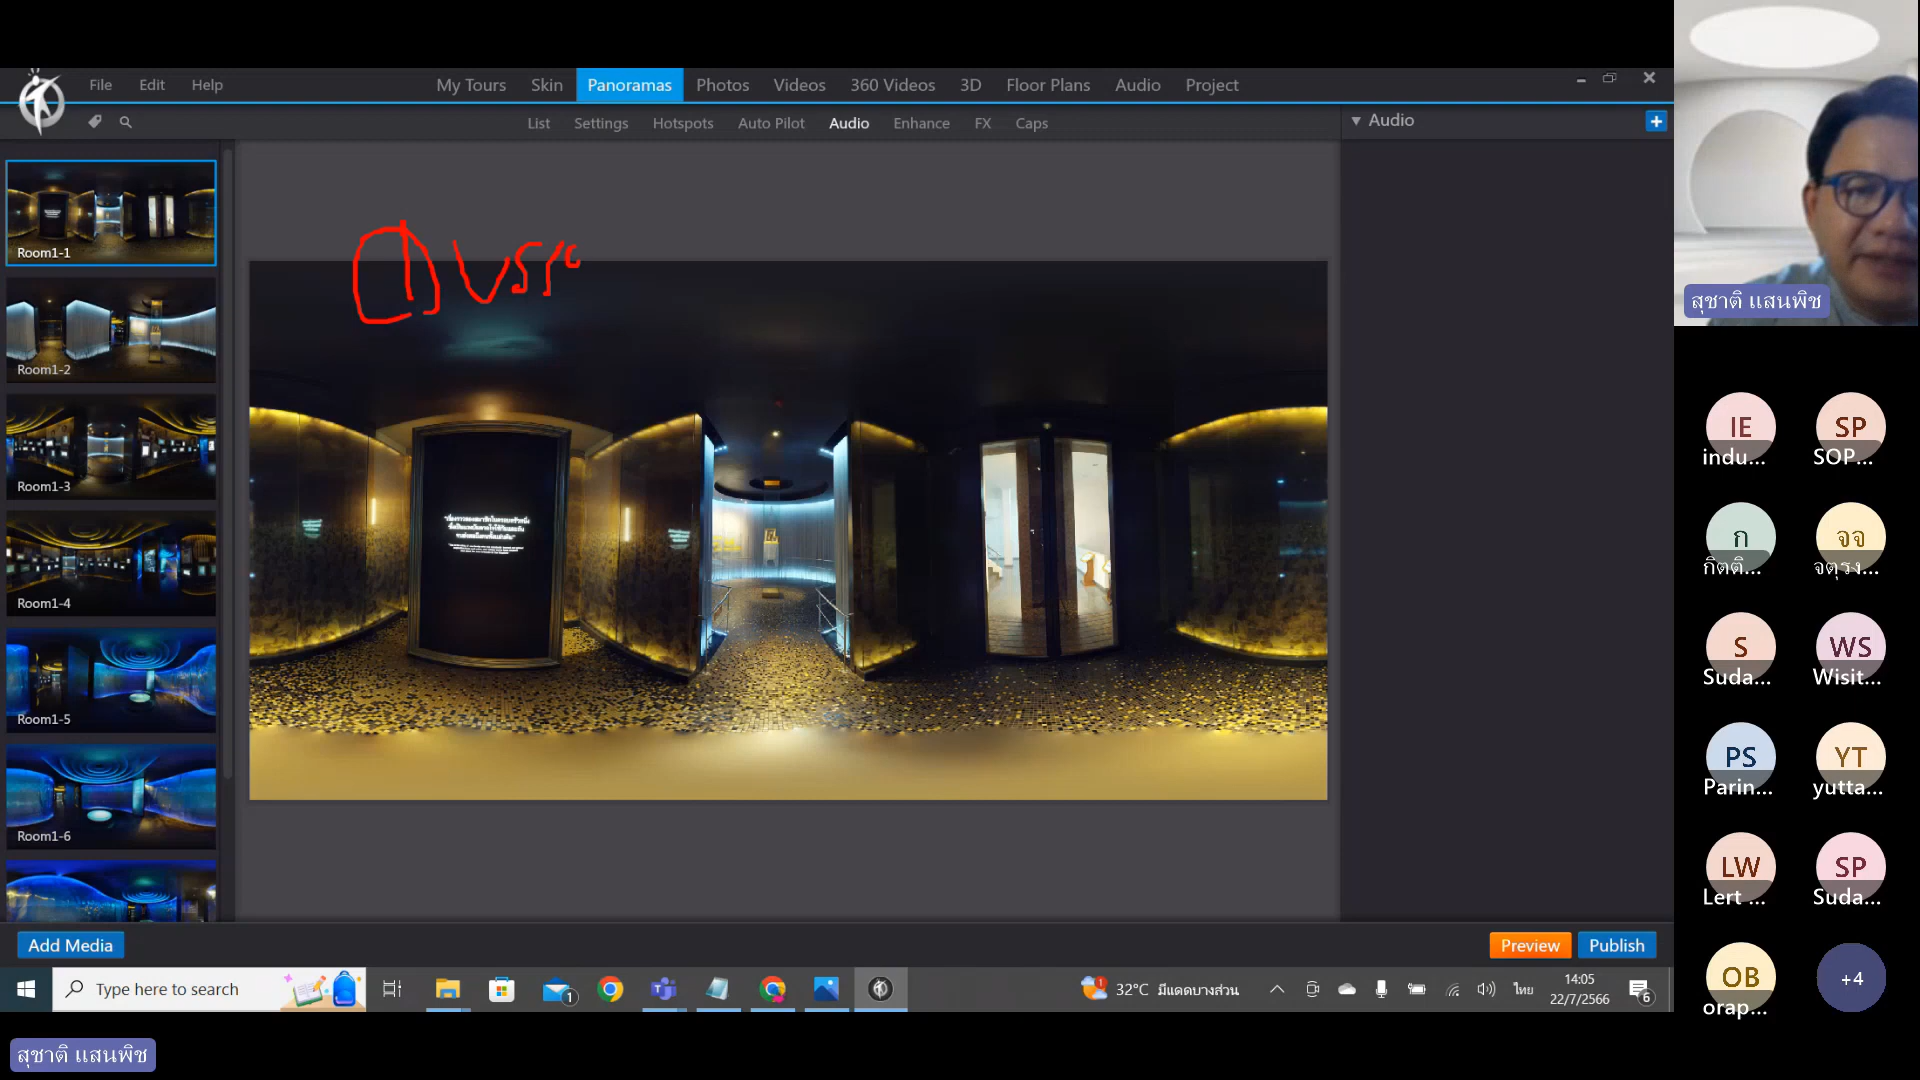 File Edit Help
My Tours Skin Panoramas Photos Videos 360 Videos 3D Floor Plans Audio Project
List Settings Hotspots Auto Pilot Audio Enhance FX Caps
Audio
Room1-1
Room1-2
Room1-3
Room1-4
Room1-5
Room1-6
Add Media
Preview Publish
Type here to search
1
1
32°C มีแดดบางส่วน
ไทย
14:05
22/7/2566
6
สุชาติ แสนพิช
สุชาติ แสนพิช
IE SP
indu... SOP...
ก จจ
กิตติ... จตุรง...
S WS
Suda... Wisit...
PS YT
Parin... yutta...
LW SP
Lert ... Suda...
OB +4
orap...